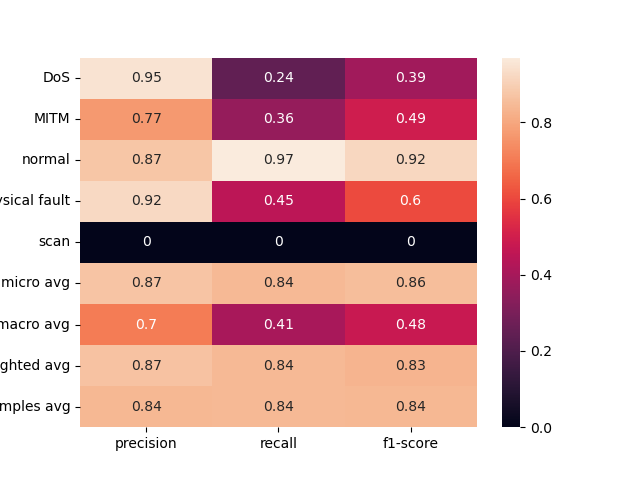 DoS 0.95 0.24 0.39
MITM 0.77 0.36 0.49
normal 0.87 0.97 0.92
ysical fault 0.92 0.45 0.6
scan 0 0 0
micro avg 0.87 0.84 0.86
macro avg 0.7 0.41 0.48
ghted avg 0.87 0.84 0.83
mples avg 0.84 0.84 0.84
precision recall f1-score
0.8
0.6
0.4
0.2
0.0